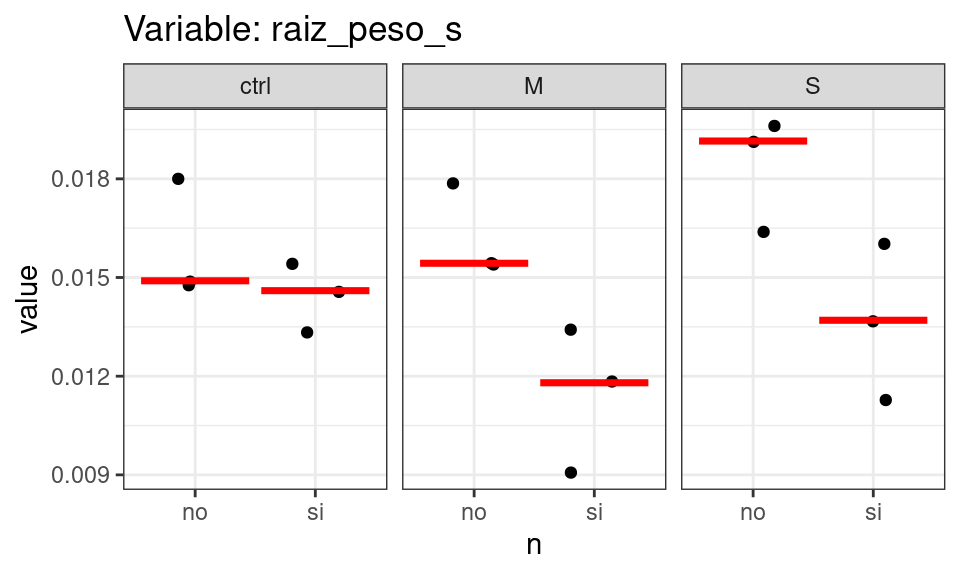 Variable: raiz_peso_s
ctrl M S
0.018
0.015
0.012
0.009
value
no si no si no si
n